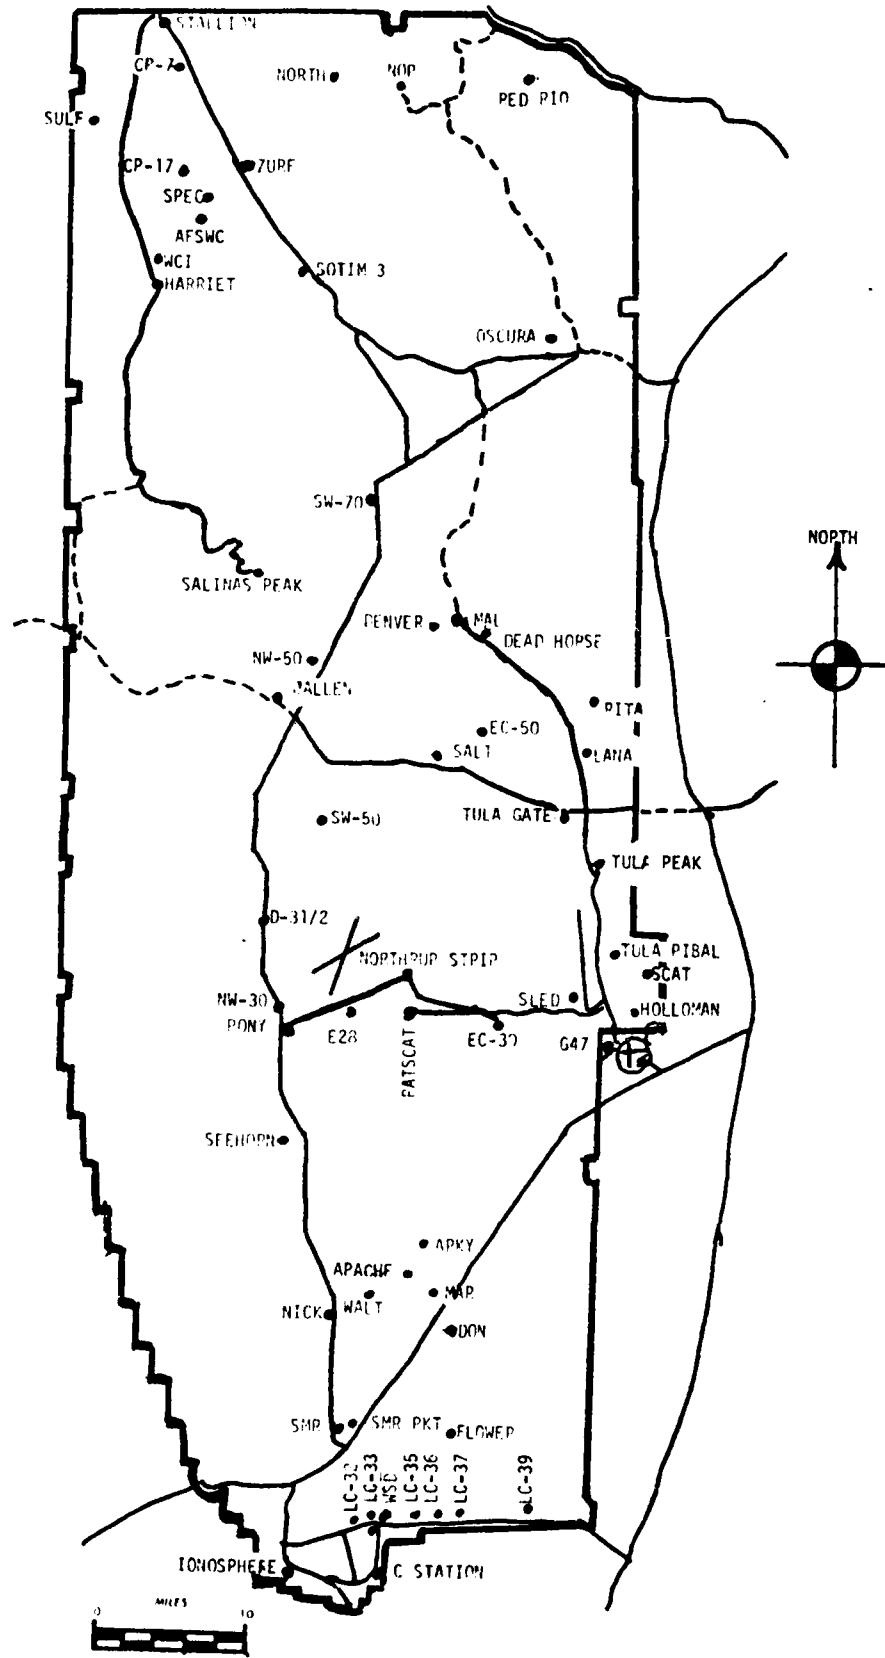 STALLION
CP-7
NORTH
NOP
RED RIO
SULF
CP-17
ZURF
SPEC
AFSWC
WCI
HARRIET
SOTIM 3
OSCURA
SW-70
NORTH
SALINAS PEAK
DENVER
MAL
DEAD HORSE
NW-50
JALLEN
RITA
EC-50
SALT
LANA
SW-50
TULA GATE
TULA PEAK
D-31/2
NORTHRUP STRIP
TULA PIBAL
SCAT
NW-30
SLED
HOLLOMAN
PONY
E28
RATSCAT
EC-30
G47
SEEHORN
APKY
APACHE
NICK
WALT
MAR
DON
SMR
SMR PKT
FLOWER
LC-32
LC-33
WSD
LC-35
LC-36
LC-37
LC-39
IONOSPHERE
C STATION
0 MILES 10